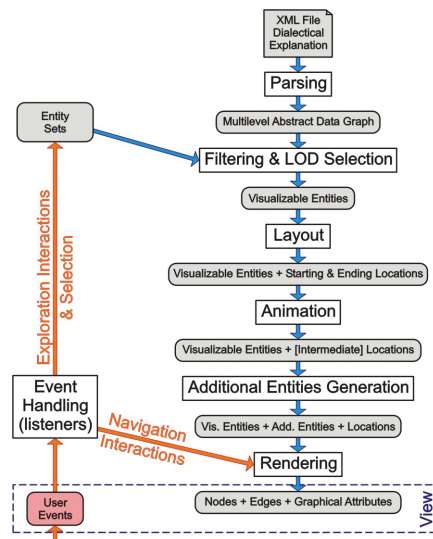 XML File
Dialectical
Explanation
Parsing
Multilevel Abstract Data Graph
Entity
Sets
Filtering & LOD Selection
Visualizable Entities
Layout
Visualizable Entities + Starting & Ending Locations
Exploration Interactions
& Selection
Animation
Visualizable Entities + [Intermediate] Locations
Event
Handling
(listeners)
Additional Entities Generation
Navigation
Interactions
Vis. Entities + Add. Entities + Locations
Rendering
User
Events
Nodes + Edges + Graphical Attributes
View